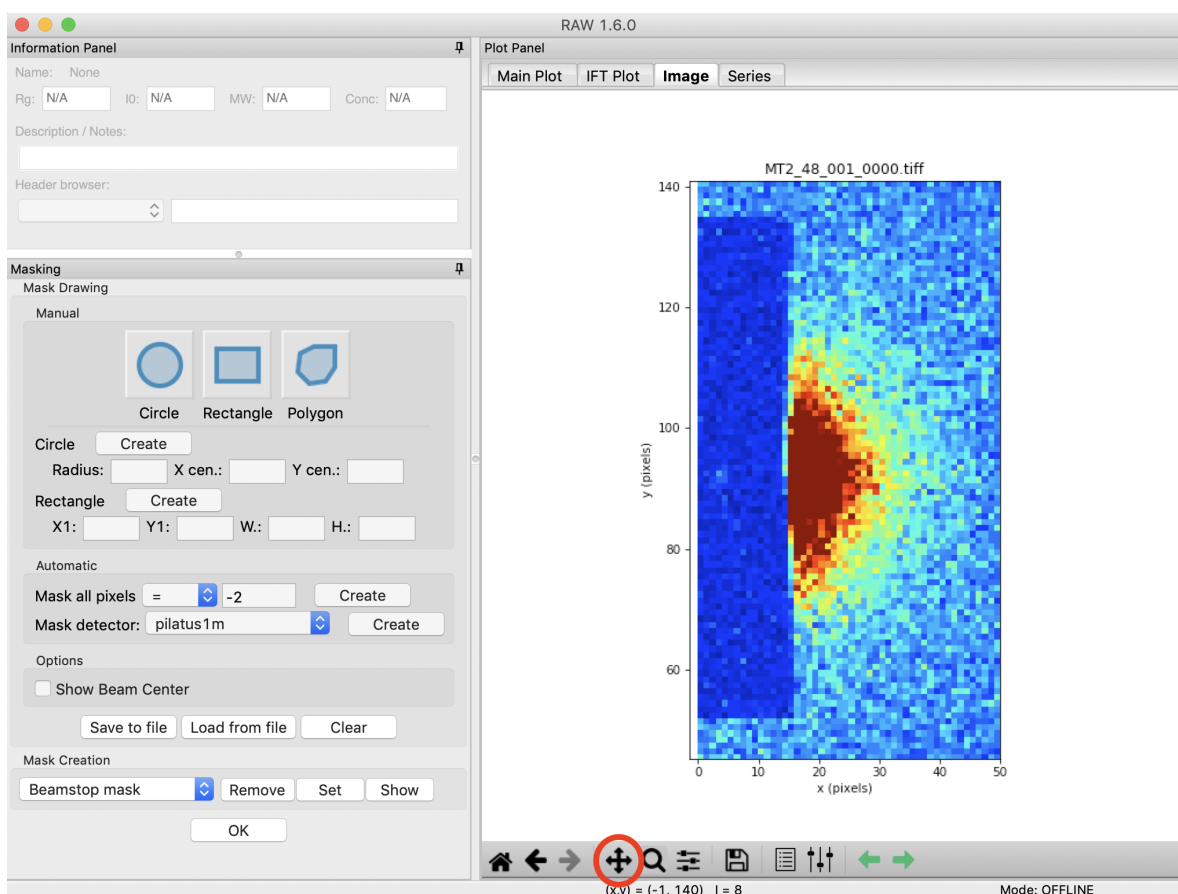 RAW 1.6.0
Information Panel
Name: None
Rg: N/A I0: N/A MW: N/A Conc: N/A
Description / Notes:
Header browser:
Masking
Mask Drawing
Manual
Circle Rectangle Polygon
Circle Create
Radius: X cen.: Y cen.:
Rectangle Create
X1: Y1: W.: H.:
Automatic
Mask all pixels = -2 Create
Mask detector: pilatus1m Create
Options
Show Beam Center
Save to file Load from file Clear
Mask Creation
Beamstop mask Remove Set Show
OK
Plot Panel
Main Plot IFT Plot Image Series
MT2_48_001_0000.tiff
140
120
100
80
60
y (pixels)
0 10 20 30 40 50
x (pixels)
(x,y) = (-1, 140) I = 8 Mode: OFFLINE